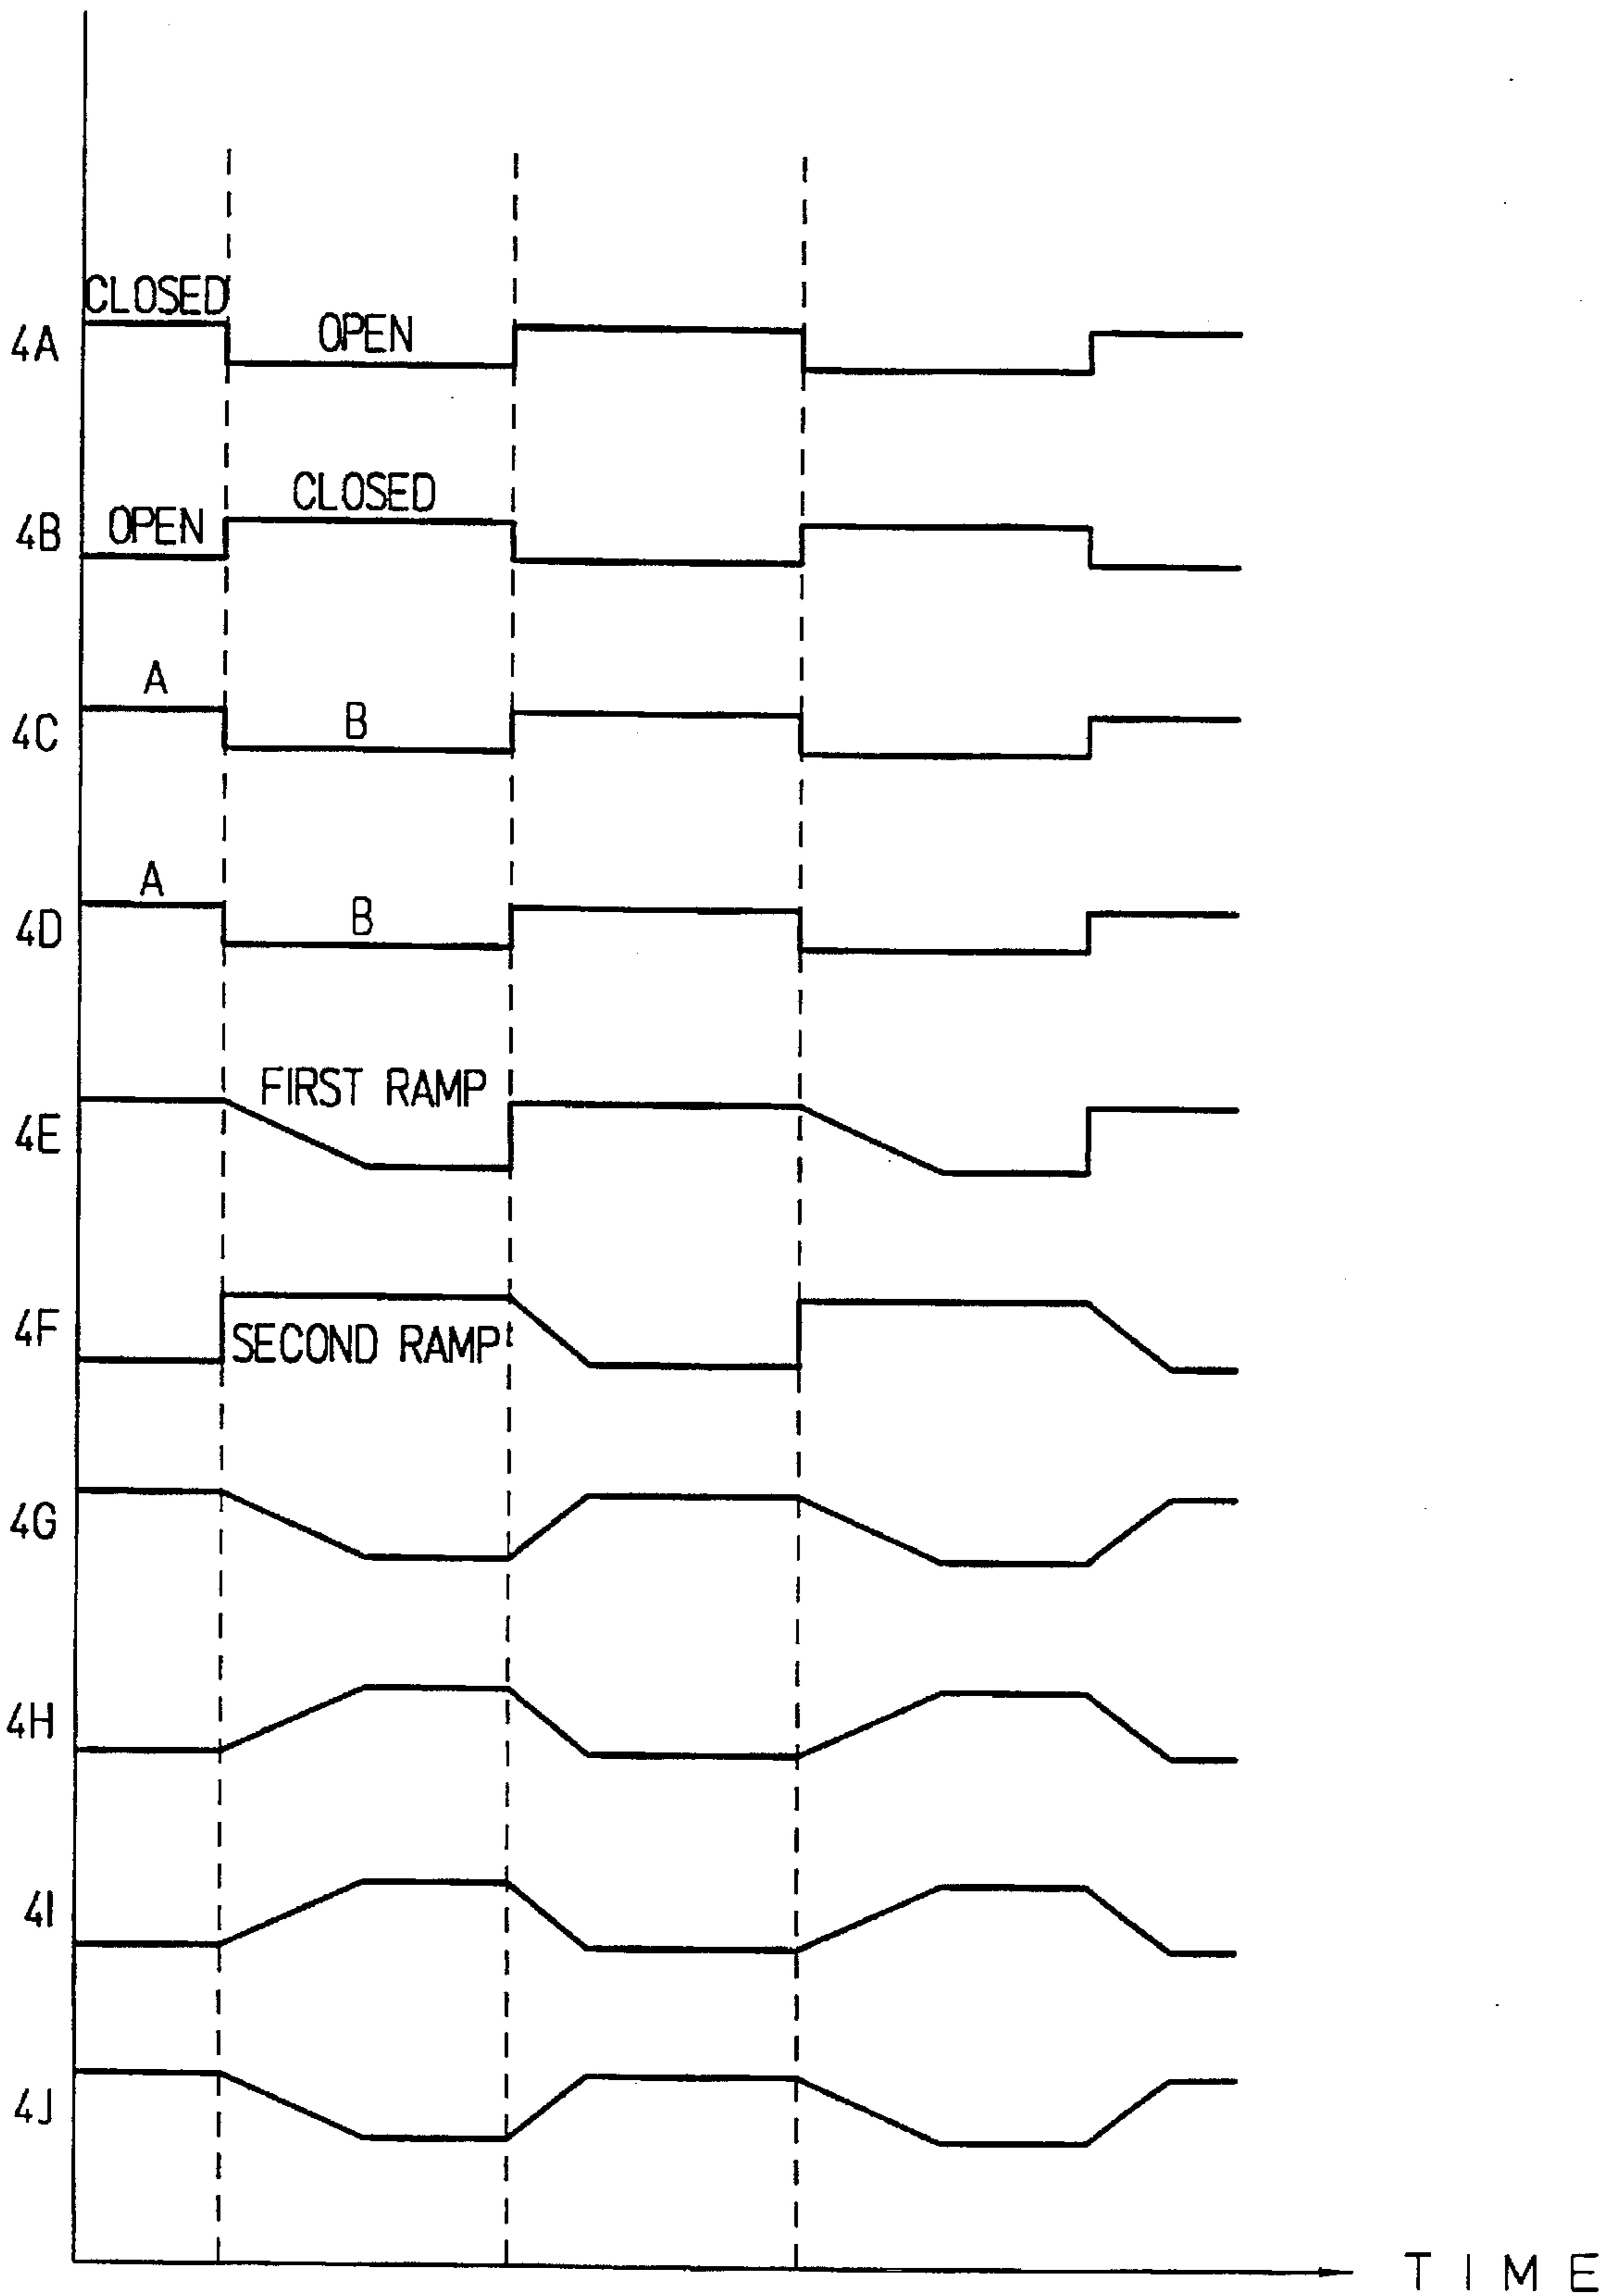 CLOSED
4A OPEN
CLOSED
4B OPEN
A
4C B
A
4D B
FIRST RAMP
4E
4F SECOND RAMP
4G
4H
4I
4J
TIME